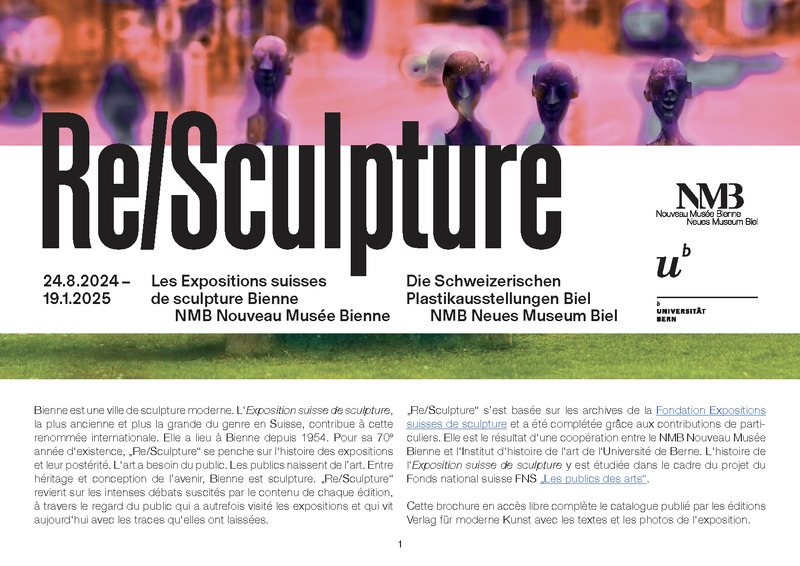 Re/Sculpture
24.8.2024 –
19.1.2025
Les Expositions suisses
de sculpture Bienne
NMB Nouveau Musée Bienne
Die Schweizerischen
Plastikausstellungen Biel
NMB Neues Museum Biel
NMB
Nouveau Musée Bienne
Neues Museum Biel
u
b
b
UNIVERSITÄT
BERN
Bienne est une ville de sculpture moderne. L'Exposition suisse de sculpture,
la plus ancienne et plus la grande du genre en Suisse, contribue à cette
renommée internationale. Elle a lieu à Bienne depuis 1954. Pour sa 70e
année d'existence, „Re/Sculpture“ se penche sur l'histoire des expositions
et leur postérité. L'art a besoin du public. Les publics naissent de l'art. Entre
héritage et conception de l'avenir, Bienne est sculpture. „Re/Sculpture“
revient sur les intenses débats suscités par le contenu de chaque édition,
à travers le regard du public qui a autrefois visité les expositions et qui vit
aujourd'hui avec les traces qu'elles ont laissées.
„Re/Sculpture“ s'est basée sur les archives de la Fondation Expositions
suisses de sculpture et a été complétée grâce aux contributions de parti-
culiers. Elle est le résultat d'une coopération entre le NMB Nouveau Musée
Bienne et l'Institut d'histoire de l'art de l'Université de Berne. L'histoire de
l'Exposition suisse de sculpture y est étudiée dans le cadre du projet du
Fonds national suisse FNS „Les publics des arts“.
Cette brochure en accès libre complète le catalogue publié par les éditions
Verlag für moderne Kunst avec les textes et les photos de l'exposition.
1